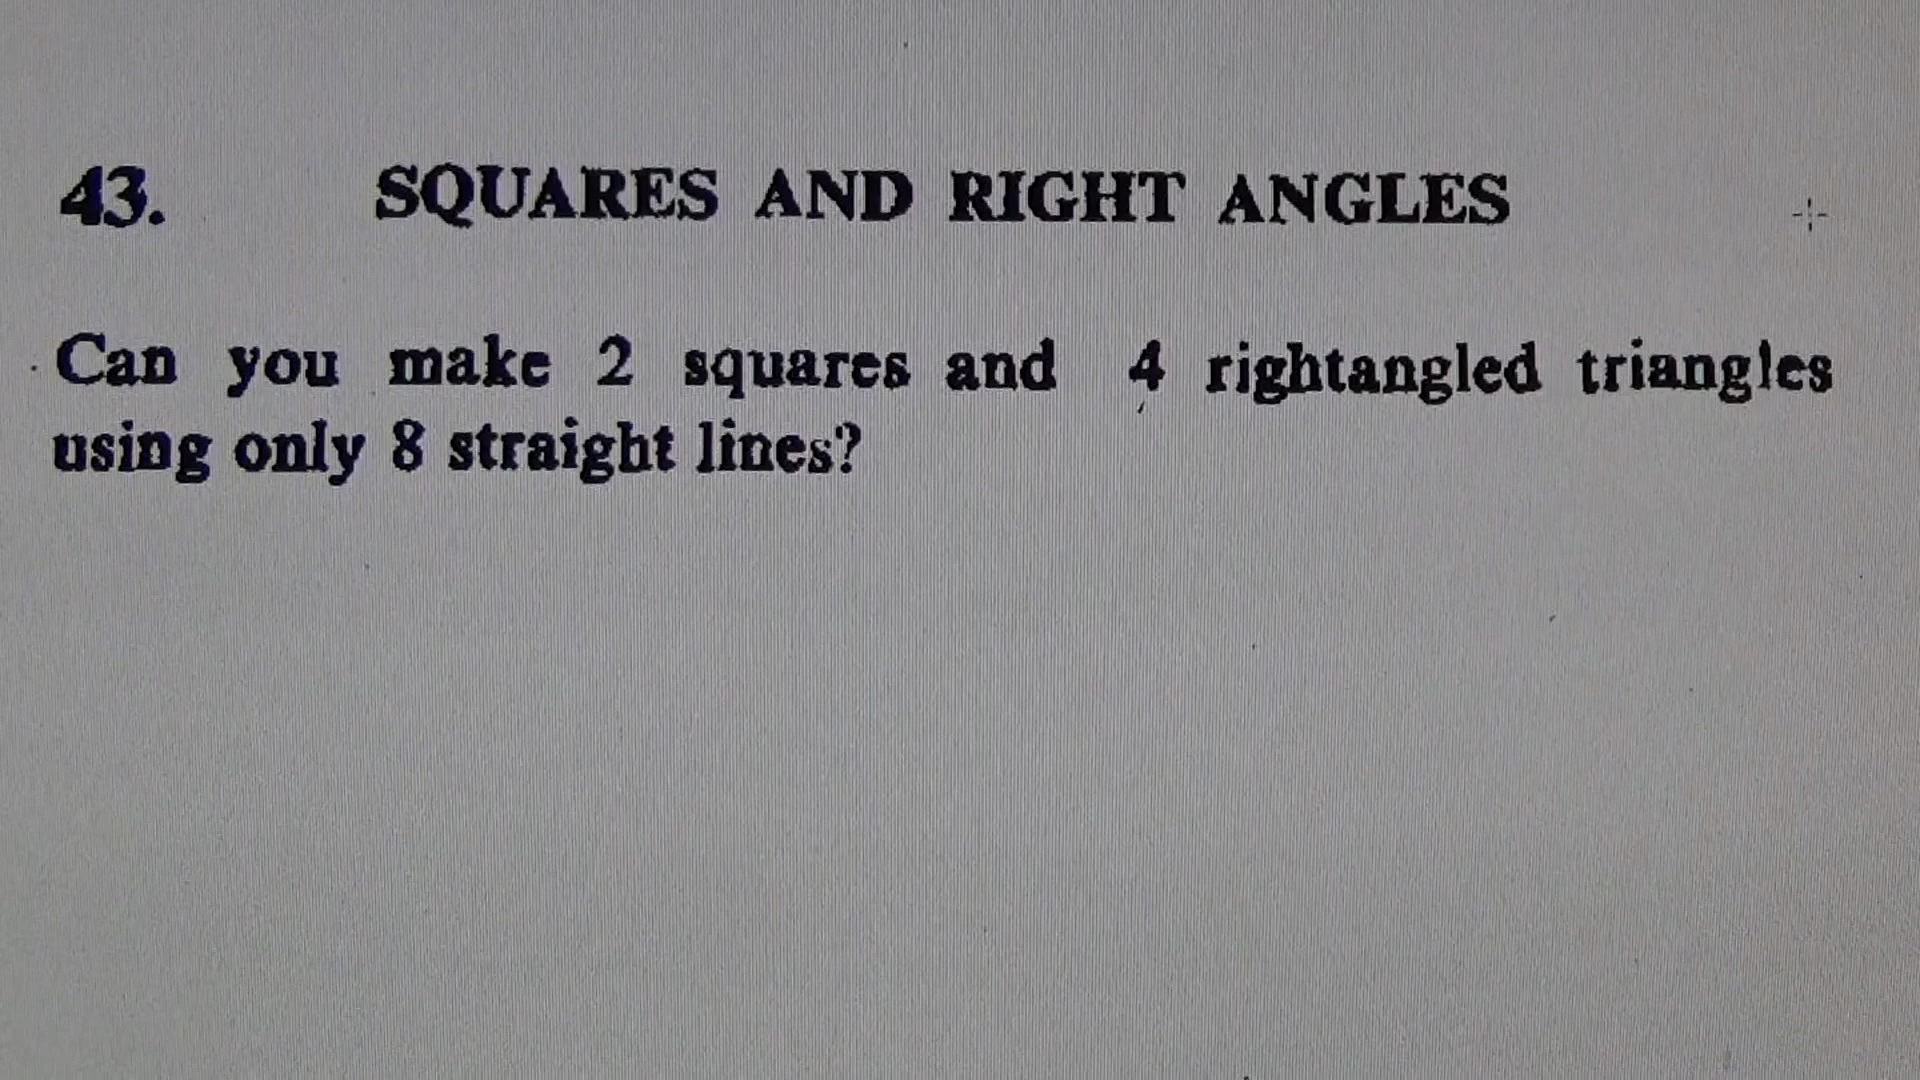 43. SQUARES AND RIGHT ANGLES
Can you make 2 squares and 4 rightangled triangles
using only 8 straight lines?